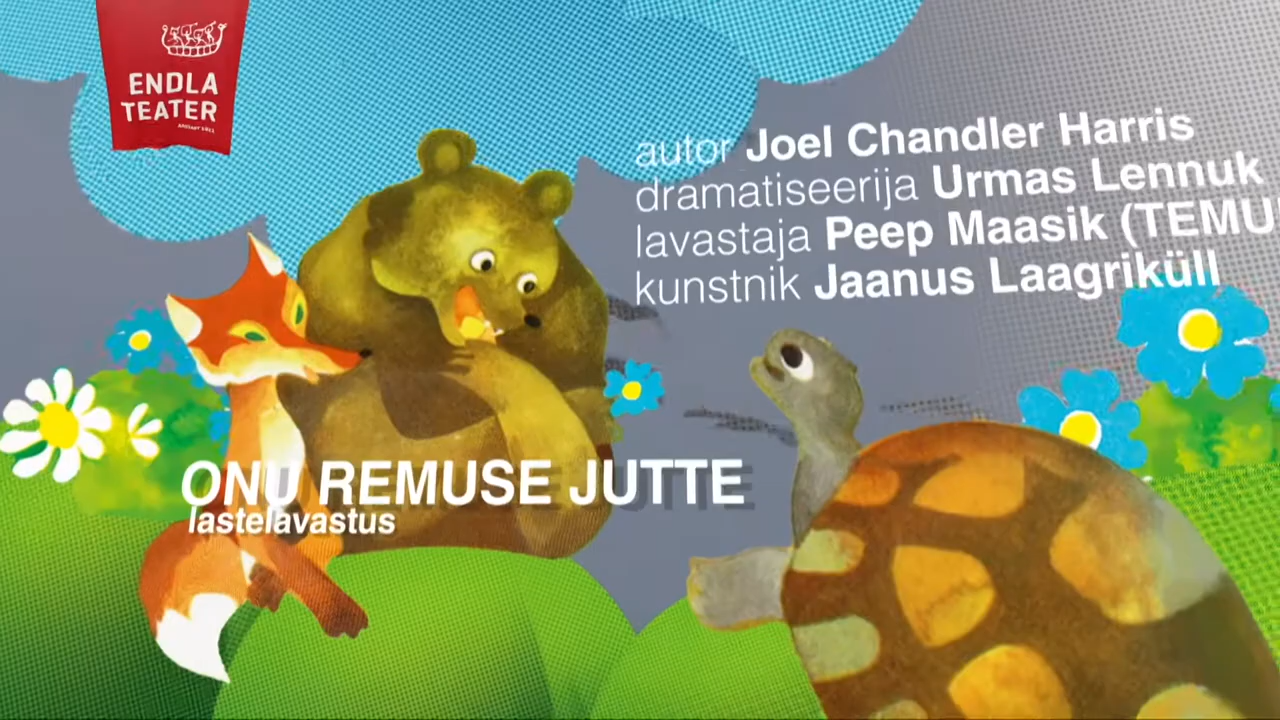 ENDLA
TEATER
autor Joel Chandler Harris
dramatiseerija Urmas Lennuk
lavastaja Peep Maasik (TEMU
kunstnik Jaanus Laagriküll
ONU REMUSE JUTTE
lastelavastus